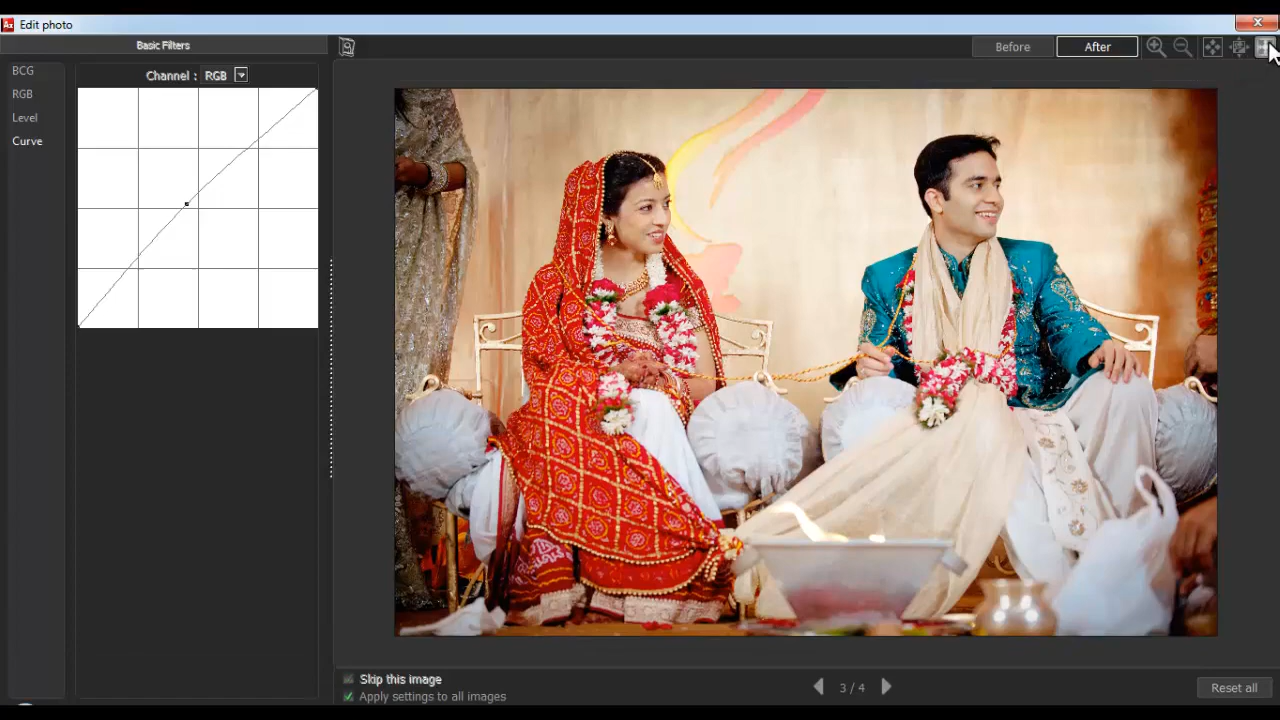 Ax Edit photo
Basic Filters
Before
After
BCG
RGB
Level
Curve
Channel : RGB
Skip this image
Apply settings to all images
3 / 4
Reset all